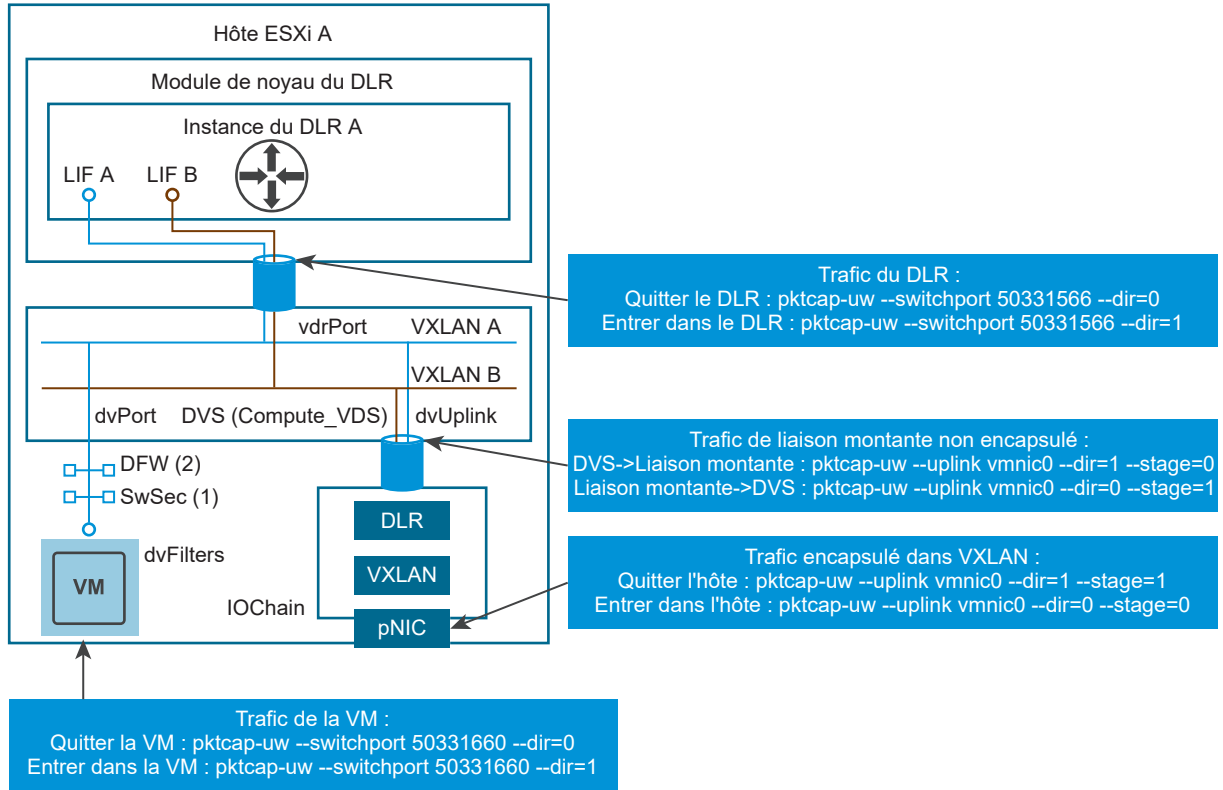 Hôte ESXi A
Module de noyau du DLR
Instance du DLR A
LIF A
LIF B
Trafic du DLR :
Quitter le DLR : pktcap-uw --switchport 50331566 --dir=0
Entrer dans le DLR : pktcap-uw --switchport 50331566 --dir=1
vdrPort
VXLAN A
VXLAN B
dvPort
DVS (Compute_VDS)
dvUplink
Trafic de liaison montante non encapsulé :
DVS->Liaison montante : pktcap-uw --uplink vmnic0 --dir=1 --stage=0
Liaison montante->DVS : pktcap-uw --uplink vmnic0 --dir=0 --stage=1
DFW (2)
SwSec (1)
dvFilters
VM
DLR
VXLAN
IOChain
pNIC
Trafic encapsulé dans VXLAN :
Quitter l'hôte : pktcap-uw --uplink vmnic0 --dir=1 --stage=1
Entrer dans l'hôte : pktcap-uw --uplink vmnic0 --dir=0 --stage=0
Trafic de la VM :
Quitter la VM : pktcap-uw --switchport 50331660 --dir=0
Entrer dans la VM : pktcap-uw --switchport 50331660 --dir=1